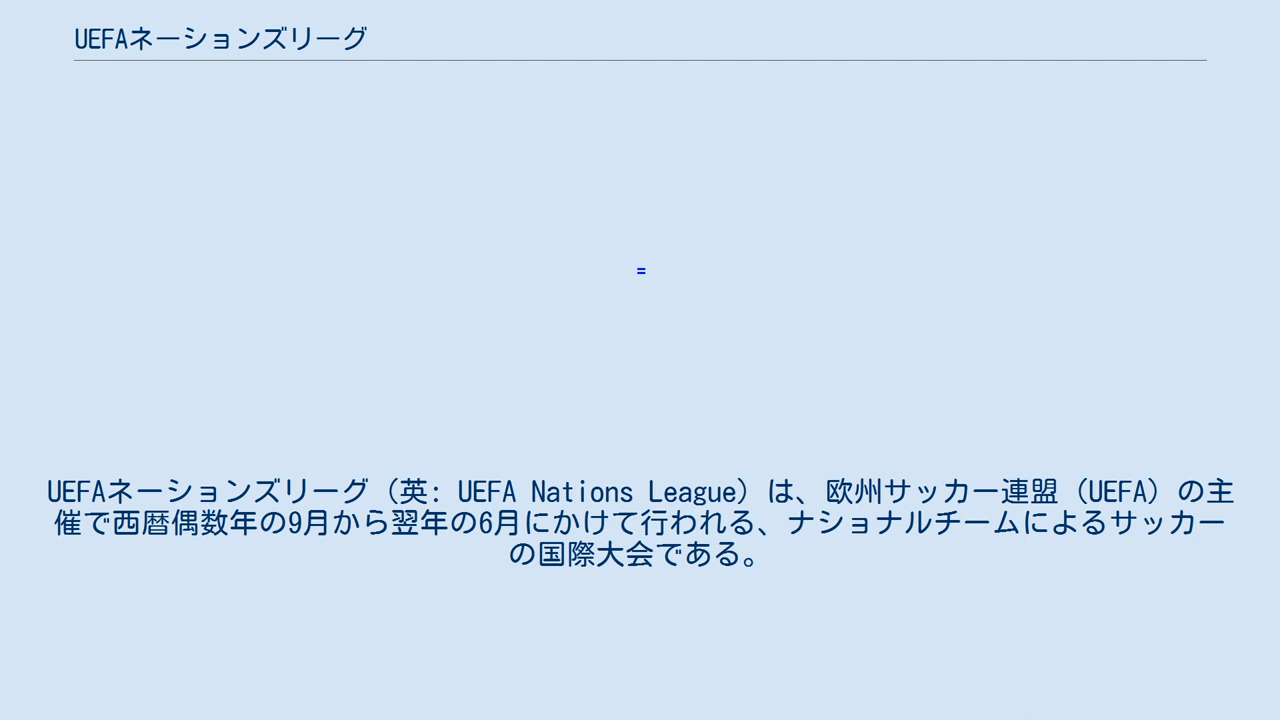 UEFAネーションズリーグ
=
UEFAネーションズリーグ（英: UEFA Nations League）は、欧州サッカー連盟（UEFA）の主
催で西暦偶数年の9月から翌年の6月にかけて行われる、ナショナルチームによるサッカー
の国際大会である。